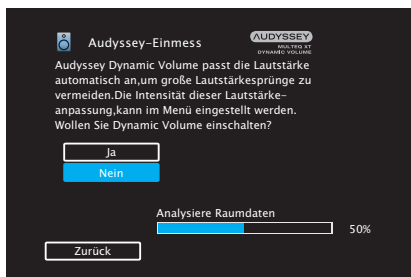 Audyssey-Einmess
AUDYSSEY
MULTEQ XT
DYNAMIC VOLUME
Audyssey Dynamic Volume passt die Lautstärke
automatisch an,um große Lautstärkesprünge zu
vermeiden.Die Intensität dieser Lautstärke-
anpassung,kann im Menü eingestellt werden.
Wollen Sie Dynamic Volume einschalten?
Ja
Nein
Analysiere Raumdaten
50%
Zurück